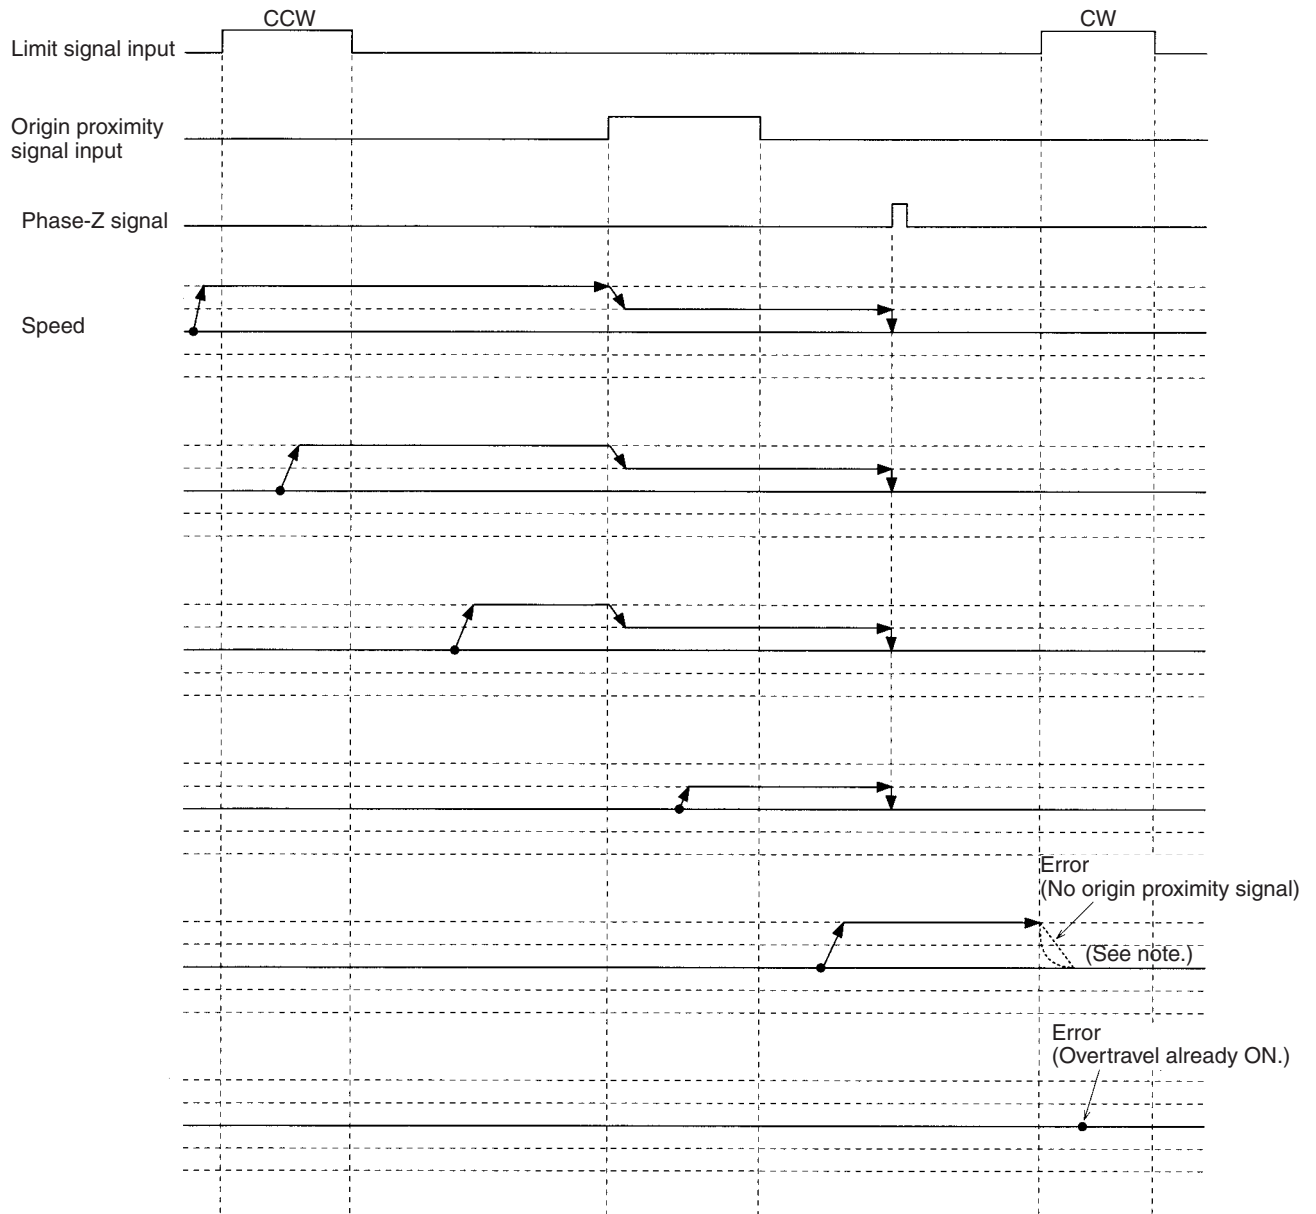 CCW
CW
Limit signal input
Origin proximity
signal input
Phase-Z signal
Speed
Error
(No origin proximity signal)
(See note.)
Error
(Overtravel already ON.)